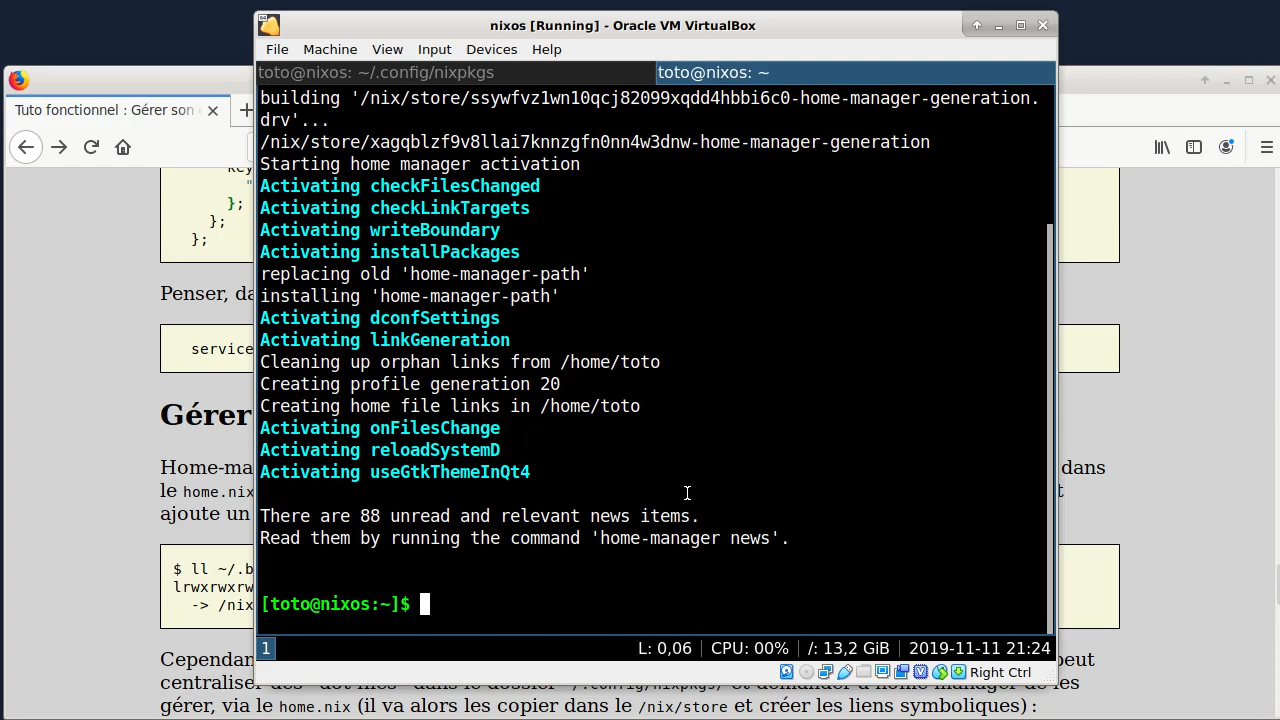 nixos [Running] - Oracle VM VirtualBox
File Machine View Input Devices Help
toto@nixos: ~/.config/nixpkgs toto@nixos: ~
Tuto fonctionnel : Gérer son
building '/nix/store/ssywfvz1wn10qcj82099xqdd4hbbi6c0-home-manager-generation.
drv'...
/nix/store/xagqblzf9v8llai7knnzgfn0nn4w3dnw-home-manager-generation
Starting home manager activation
Activating checkFilesChanged
Activating checkLinkTargets
Activating writeBoundary
Activating installPackages
replacing old 'home-manager-path'
installing 'home-manager-path'
Activating dconfSettings
Activating linkGeneration
Cleaning up orphan links from /home/toto
Creating profile generation 20
Creating home file links in /home/toto
Activating onFilesChange
Activating reloadSystemD
Activating useGtkThemeInQt4
There are 88 unread and relevant news items.
Read them by running the command 'home-manager news'.
[toto@nixos:~]$
1 L: 0,06 CPU: 00% /: 13,2 GiB 2019-11-11 21:24
Right Ctrl
"
};
};
};
Penser, da
service
Gérer
Home-ma dans
le home.nix t
ajoute un
$ ll ~/.b
lrwxrwxrw
-> /nix
Cependan peut
gérer, via le home.nix (il va alors les copier dans le /nix/store et créer les liens symboliques) :